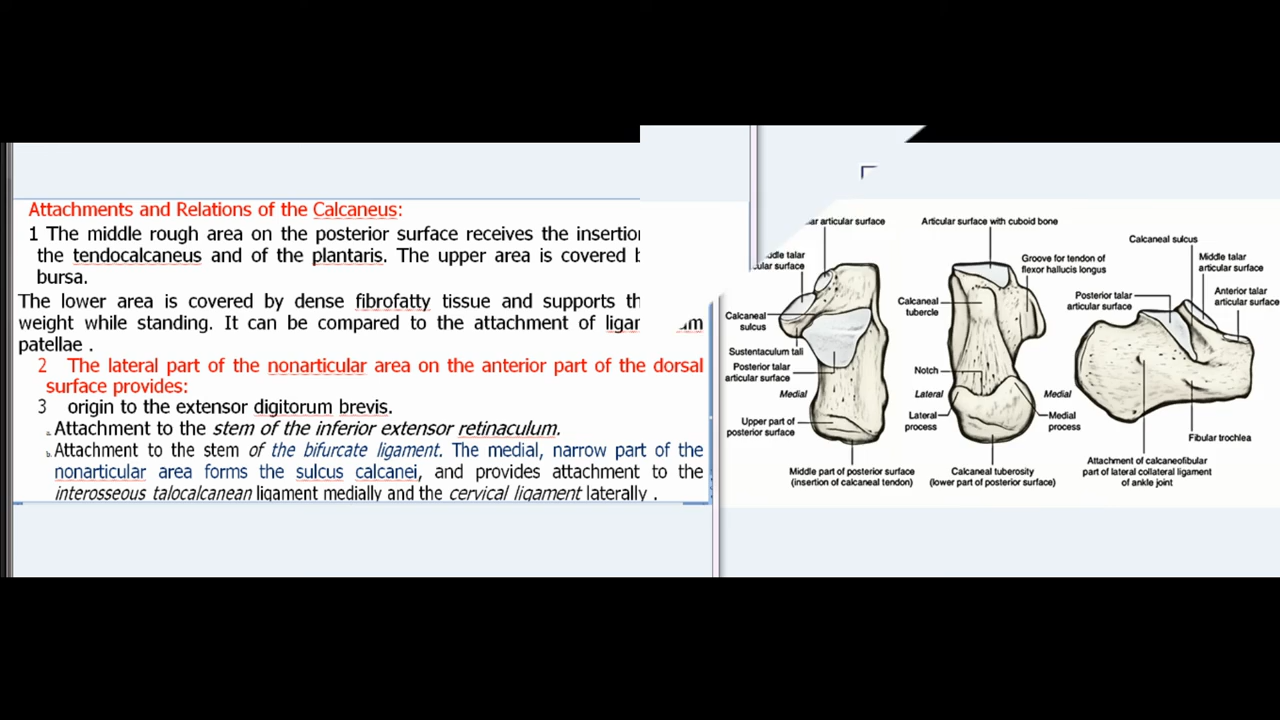 Attachments and Relations of the Calcaneus:
1 The middle rough area on the posterior surface receives the insertion
the tendocalcaneus and of the plantaris. The upper area is covered
bursa.
The lower area is covered by dense fibrofatty tissue and supports
weight while standing. It can be compared to the attachment of
patellae .
2 The lateral part of the nonarticular area on the anterior part of the dorsal
surface provides:
3 origin to the extensor digitorum brevis.
a. Attachment to the stem of the inferior extensor retinaculum.
b. Attachment to the stem of the bifurcate ligament. The medial, narrow part of the
nonarticular area forms the sulcus calcanei, and provides attachment to the
interosseous talocalcanean ligament medially and the cervical ligament laterally .
articular surface
talar
articular surface
Calcaneal
sulcus
Sustentaculum tali
Posterior talar
articular surface
Medial
Upper part of
posterior surface
Middle part of posterior surface
(insertion of calcaneal tendon)
Articular surface with cuboid bone
Groove for tendon of
flexor hallucis longus
Calcaneal
tubercle
Notch
Lateral
Medial
Lateral
process
Medial
process
Calcaneal tuberosity
(lower part of posterior surface)
Calcaneal sulcus
Middle talar
articular surface
Posterior talar
articular surface
Anterior talar
articular surface
Fibular trochlea
Attachment of calcaneofibular
part of lateral collateral ligament
of ankle joint